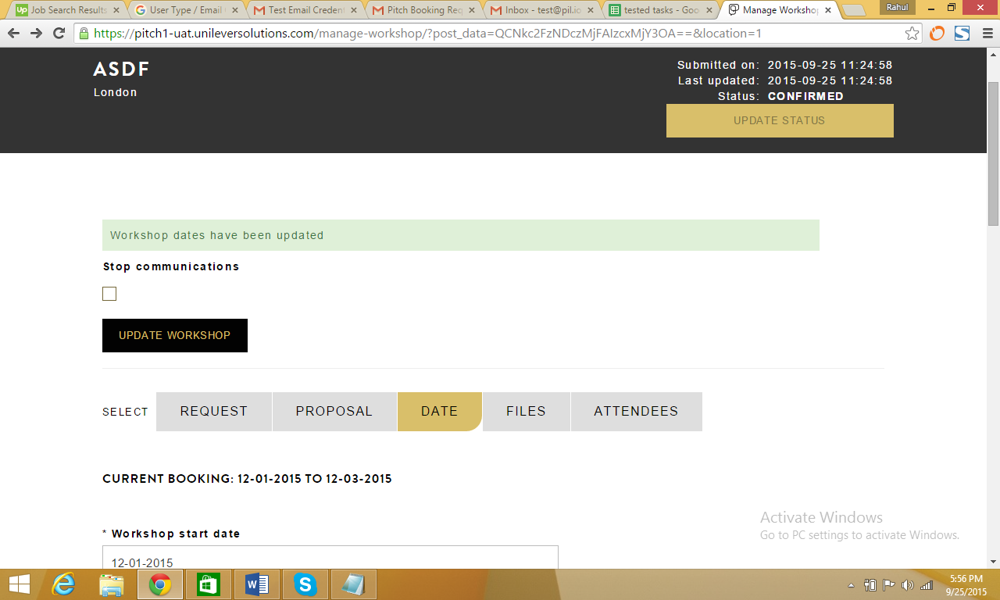 Up Job Search Results
User Type / Email
Test Email Creden
Pitch Booking Req
Inbox - test@pil.io
tested tasks - Goo
Manage Workshop
Rahul
https://pitch1-uat.unileversolutions.com/manage-workshop/?pest_data=QCNkc2FzNDczMjFAIzcxMjY3OA==&location=1
ASDF
London
Submitted on: 2015-09-25 11:24:58
Last updated: 2015-09-25 11:24:58
Status: CONFIRMED
UPDATE STATUS
Workshop dates have been updated
Stop communications
UPDATE WORKSHOP
SELECT REQUEST PROPOSAL DATE FILES ATTENDEES
CURRENT BOOKING: 12-01-2015 TO 12-03-2015
* Workshop start date
12-01-2015
Activate Windows
Go to PC settings to activate Windows.
5:56 PM
9/25/2015